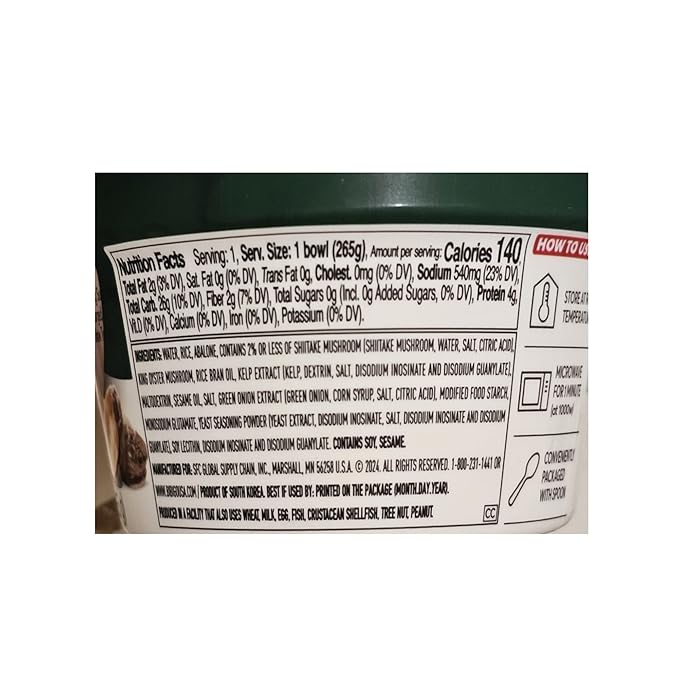 Nutrition Facts Serving: 1, Serv. Size: 1 bowl (265g), Amount per serving: Calories 140
Total Fat 2g (3% DV), Sat. Fat 0g (0% DV), Trans Fat 0g, Cholest. 0mg (0% DV), Sodium 540mg (23% DV),
Total Carb. 26g (10% DV), Fiber 2g (7% DV), Total Sugars 0g (Incl. 0g Added Sugars, 0% DV), Protein 4g,
Vit.D (0% DV), Calcium (0% DV), Iron (0% DV), Potassium (0% DV).
INGREDIENTS: WATER, RICE, ABALONE, CONTAINS 2% OR LESS OF SHIITAKE MUSHROOM (SHIITAKE MUSHROOM, WATER, SALT, CITRIC ACID),
KING OYSTER MUSHROOM, RICE BRAN OIL, KELP EXTRACT (KELP, DEXTRIN, SALT, DISODIUM INOSINATE AND DISODIUM GUANYLATE),
MALTODEXTRIN, SESAME OIL, SALT, GREEN ONION EXTRACT (GREEN ONION, CORN SYRUP, SALT, CITRIC ACID), MODIFIED FOOD STARCH,
MONOSODIUM GLUTAMATE, YEAST SEASONING POWDER (YEAST EXTRACT, DISODIUM INOSINATE, SALT, DISODIUM INOSINATE AND DISODIUM
GUANYLATE), SOY LECITHIN, DISODIUM INOSINATE AND DISODIUM GUANYLATE. CONTAINS SOY, SESAME.
MANUFACTURED FOR: SFC GLOBAL SUPPLY CHAIN, INC., MARSHALL, MN 56258 U.S.A. © 2024. ALL RIGHTS RESERVED. 1-800-231-1441 OR
WWW.BIBIGOUSA.COM / PRODUCT OF SOUTH KOREA. BEST IF USED BY: PRINTED ON THE PACKAGE (MONTH.DAY.YEAR).
PRODUCED IN A FACILITY THAT ALSO USES WHEAT, MILK, EGG, FISH, CRUSTACEAN SHELLFISH, TREE NUT, PEANUT.
CC
HOW TO
STORE AT
MICROWAVE
FOR 1 MINUTE
(at 1000w)
CONVENIENTLY
PACKAGED
WITH SPOON